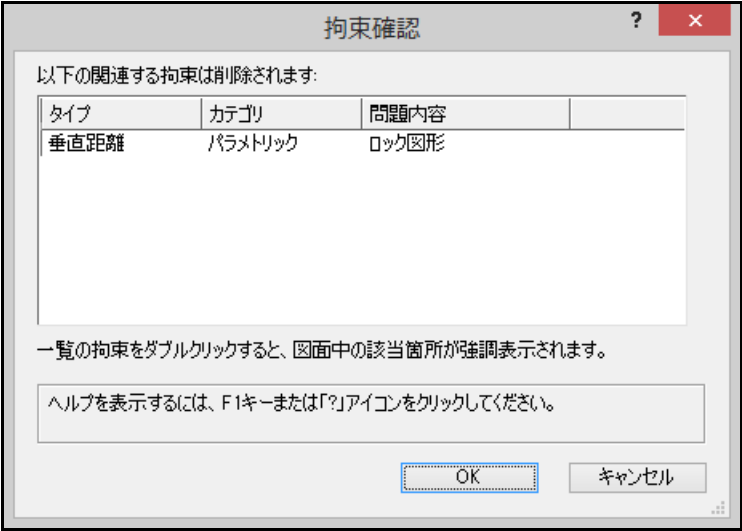 拘束確認
?
×
以下の関連する拘束は削除されます:
タイプ カテゴリ 問題内容
垂直距離 パラメトリック ロック図形
一覧の拘束をダブルクリックすると、図面中の該当箇所が強調表示されます。
ヘルプを表示するには、F1キーまたは「?」アイコンをクリックしてください。
OK キャンセル